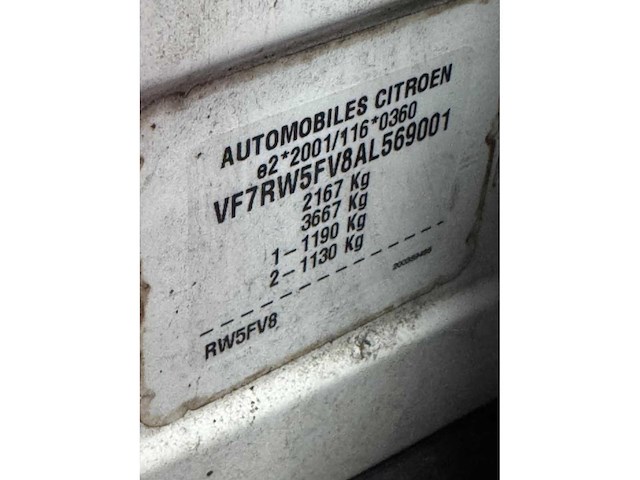 AUTOMOBILES CITROEN
e2*2001/116*0360
VF7RW5FV8AL569001
2167 Kg
3667 Kg
1-1190 Kg
2-1130 Kg
RW5FV8